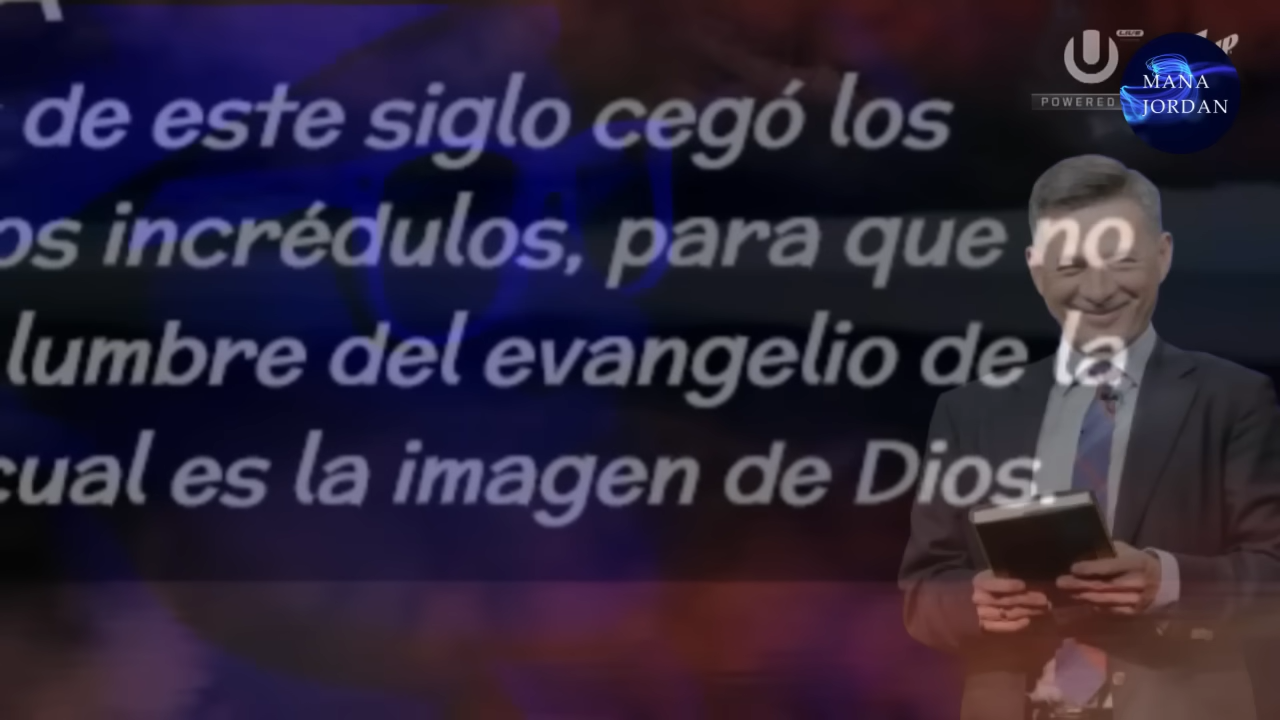 de este siglo cegó los
os incrédulos, para que no
lumbre del evangelio de la
cual es la imagen de Dios.
LIVE
POWERED
MANA
JORDAN